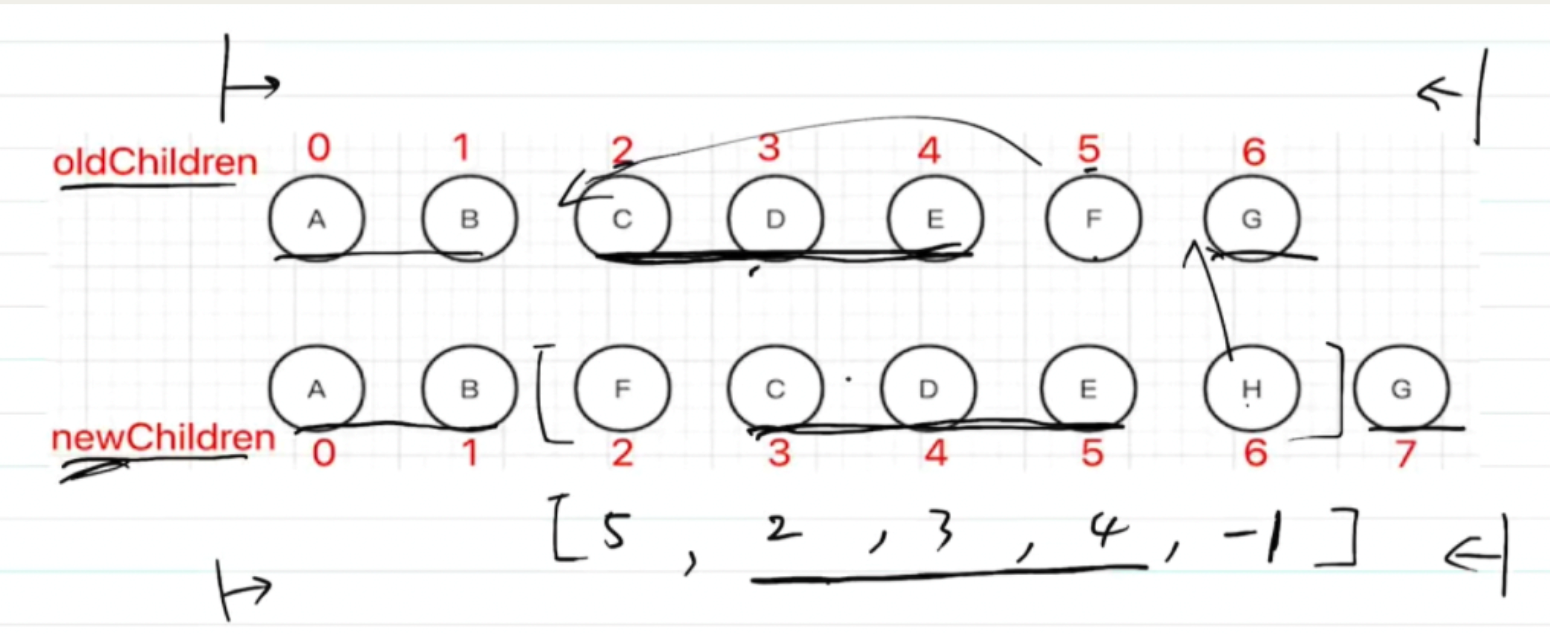 oldChildren 0 1 2 3 4 5 6
A B C D E F G
A B [ F C D E H ] G
newChildren 0 1 2 3 4 5 6 7
[ 5 , 2 , 3 , 4 , -1 ]